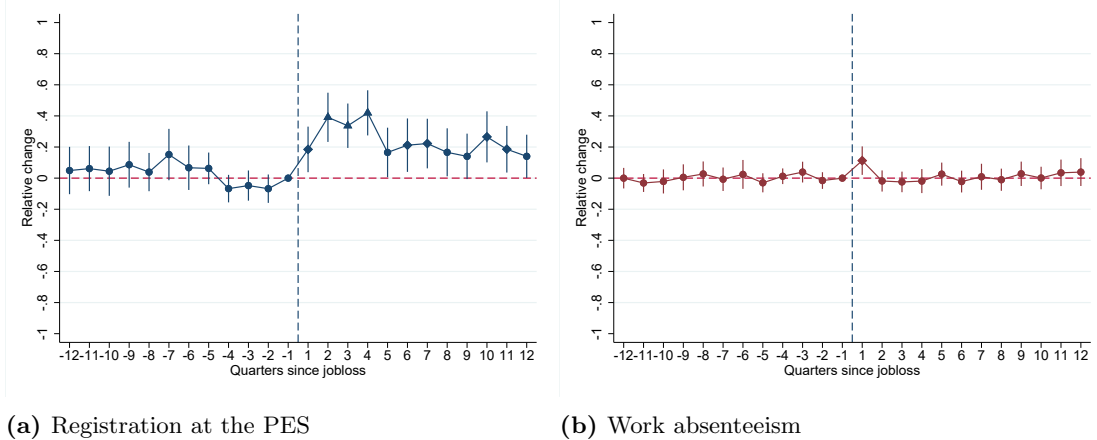 1
.8
.6
.4
.2
0
-.2
-.4
-.6
-.8
-1
Relative change
-12 -11 -10 -9 -8 -7 -6 -5 -4 -3 -2 -1 1 2 3 4 5 6 7 8 9 10 11 12
Quarters since jobloss
(a) Registration at the PES
1
.8
.6
.4
.2
0
-.2
-.4
-.6
-.8
-1
Relative change
-12 -11 -10 -9 -8 -7 -6 -5 -4 -3 -2 -1 1 2 3 4 5 6 7 8 9 10 11 12
Quarters since jobloss
(b) Work absenteeism